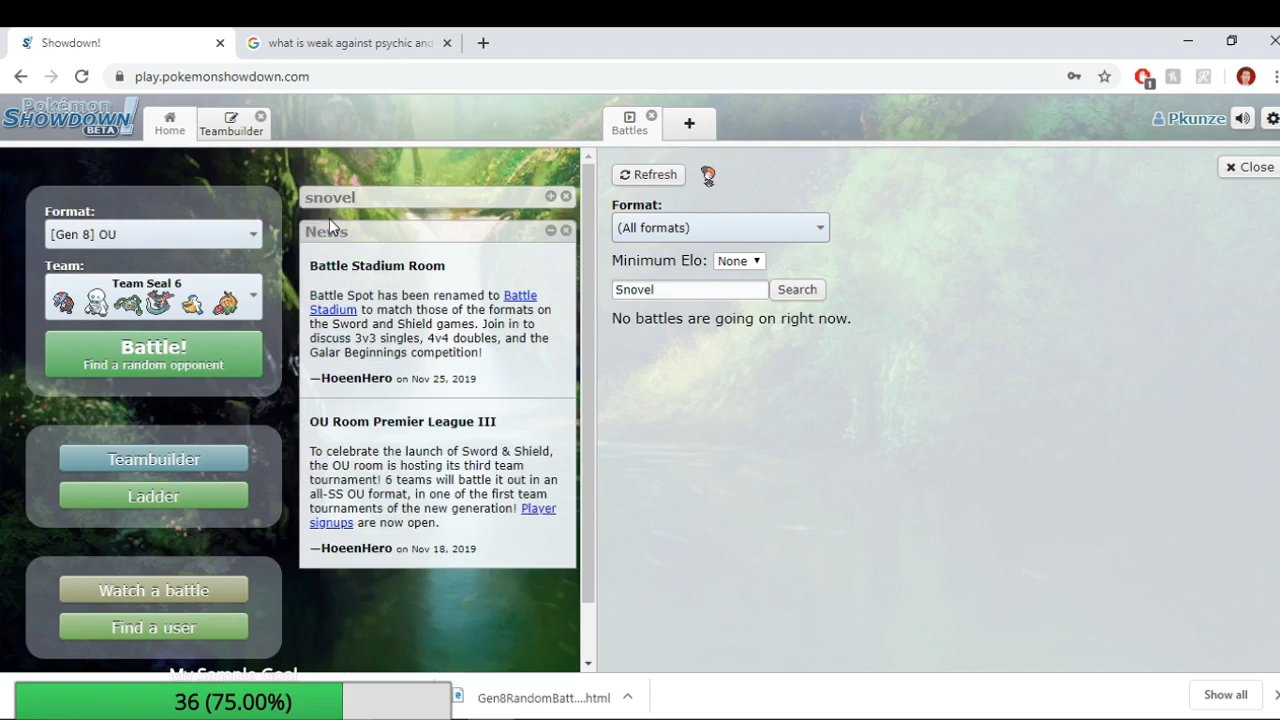 Showdown!
what is weak against psychic and
play.pokemonshowdown.com
1
Pokémon
SHOWDOWN!
BETA
Home
Teambuilder
Battles
Pkunze
Format:
[Gen 8] OU
Team:
Team Seal 6
Battle!
Find a random opponent
Teambuilder
Ladder
Watch a battle
Find a user
snovel
News
Battle Stadium Room
Battle Spot has been renamed to Battle
Stadium to match those of the formats on
the Sword and Shield games. Join in to
discuss 3v3 singles, 4v4 doubles, and the
Galar Beginnings competition!
—HoeenHero on Nov 25, 2019
OU Room Premier League III
To celebrate the launch of Sword & Shield,
the OU room is hosting its third team
tournament! 6 teams will battle it out in an
all-SS OU format, in one of the first team
tournaments of the new generation! Player
signups are now open.
—HoeenHero on Nov 18, 2019
Refresh
Close
Format:
(All formats)
Minimum Elo: None
Snovel
Search
No battles are going on right now.
My Sample Goal
36 (75.00%)
Gen8RandomBatt....html
Show all